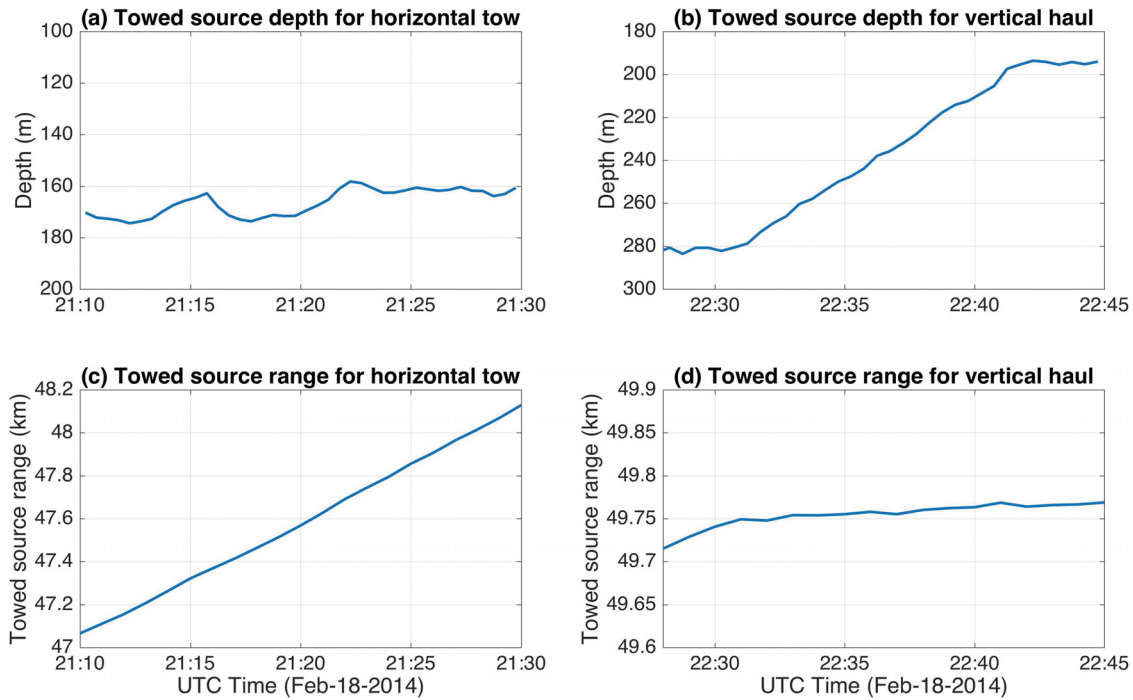 (a) Towed source depth for horizontal tow
100
120
140
160
180
200
Depth (m)
21:10 21:15 21:20 21:25 21:30
(b) Towed source depth for vertical haul
180
200
220
240
260
280
300
Depth (m)
22:30 22:35 22:40 22:45
(c) Towed source range for horizontal tow
48.2
48
47.8
47.6
47.4
47.2
47
Towed source range (km)
21:10 21:15 21:20 21:25 21:30
UTC Time (Feb-18-2014)
(d) Towed source range for vertical haul
49.9
49.85
49.8
49.75
49.7
49.65
49.6
Towed source range (km)
22:30 22:35 22:40 22:45
UTC Time (Feb-18-2014)